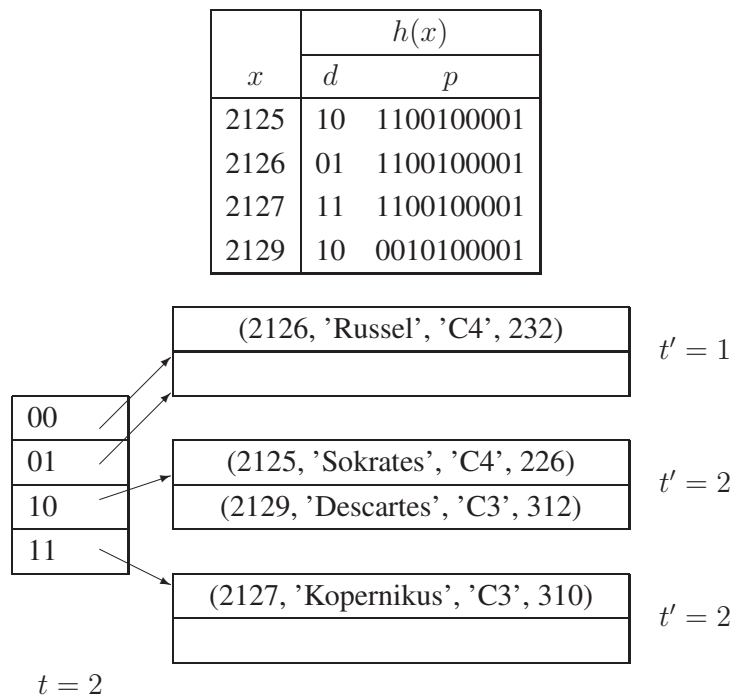 h(x)
x d p
2125 10 1100100001
2126 01 1100100001
2127 11 1100100001
2129 10 0010100001
(2126, ’Russel’, ’C4’, 232)
t′ = 1
00
01
10
11
(2125, ’Sokrates’, ’C4’, 226)
(2129, ’Descartes’, ’C3’, 312)
t′ = 2
(2127, ’Kopernikus’, ’C3’, 310)
t′ = 2
t = 2